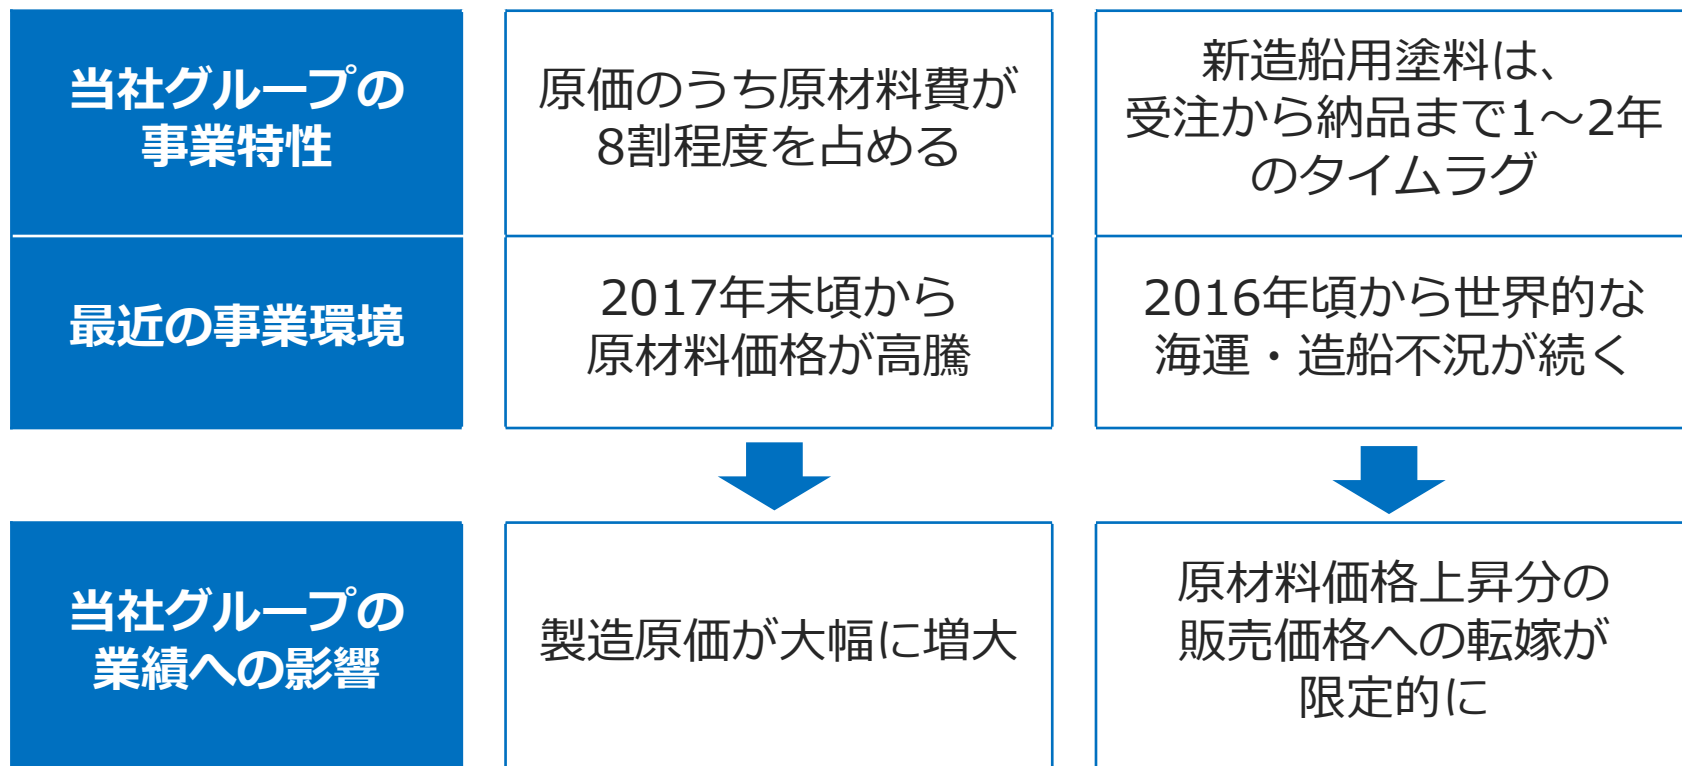 当社グループの
事業特性
原価のうち原材料費が
8割程度を占める
新造船用塗料は、
受注から納品まで1～2年
のタイムラグ
最近の事業環境
2017年末頃から
原材料価格が高騰
2016年頃から世界的な
海運・造船不況が続く
当社グループの
業績への影響
製造原価が大幅に増大
原材料価格上昇分の
販売価格への転嫁が
限定的に